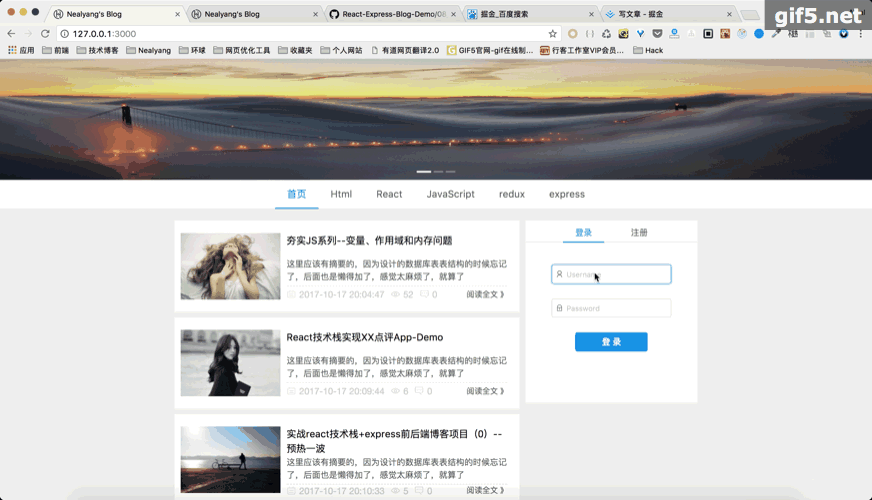 Nealyang's Blog
Nealyang's Blog
React-Express-Blog-Demo/08
掘金_百度搜索
写文章 - 掘金
gif5.net
127.0.0.1:3000
应用 前端 技术博客 Nealyang 环球 网页优化工具 收藏夹 个人网站 有道网页翻译2.0 GIF5官网-gif在线制... 行客工作室VIP会员... Hack
首页 Html React JavaScript redux express
夯实JS系列--变量、作用域和内存问题
这里应该有摘要的，因为设计的数据库表表结构的时候忘记
了，后面也是懒得加了，感觉太麻烦了，就算了
2017-10-17 20:04:47 52 0 阅读全文 》
React技术栈实现XX点评App-Demo
这里应该有摘要的，因为设计的数据库表表结构的时候忘记
了，后面也是懒得加了，感觉太麻烦了，就算了
2017-10-17 20:09:44 6 0 阅读全文 》
实战react技术栈+express前后端博客项目（0）--
预热一波
这里应该有摘要的，因为设计的数据库表表结构的时候忘记
了，后面也是懒得加了，感觉太麻烦了，就算了
2017-10-17 20:10:33 5 0 阅读全文 》
登录 注册
Username
Password
登 录